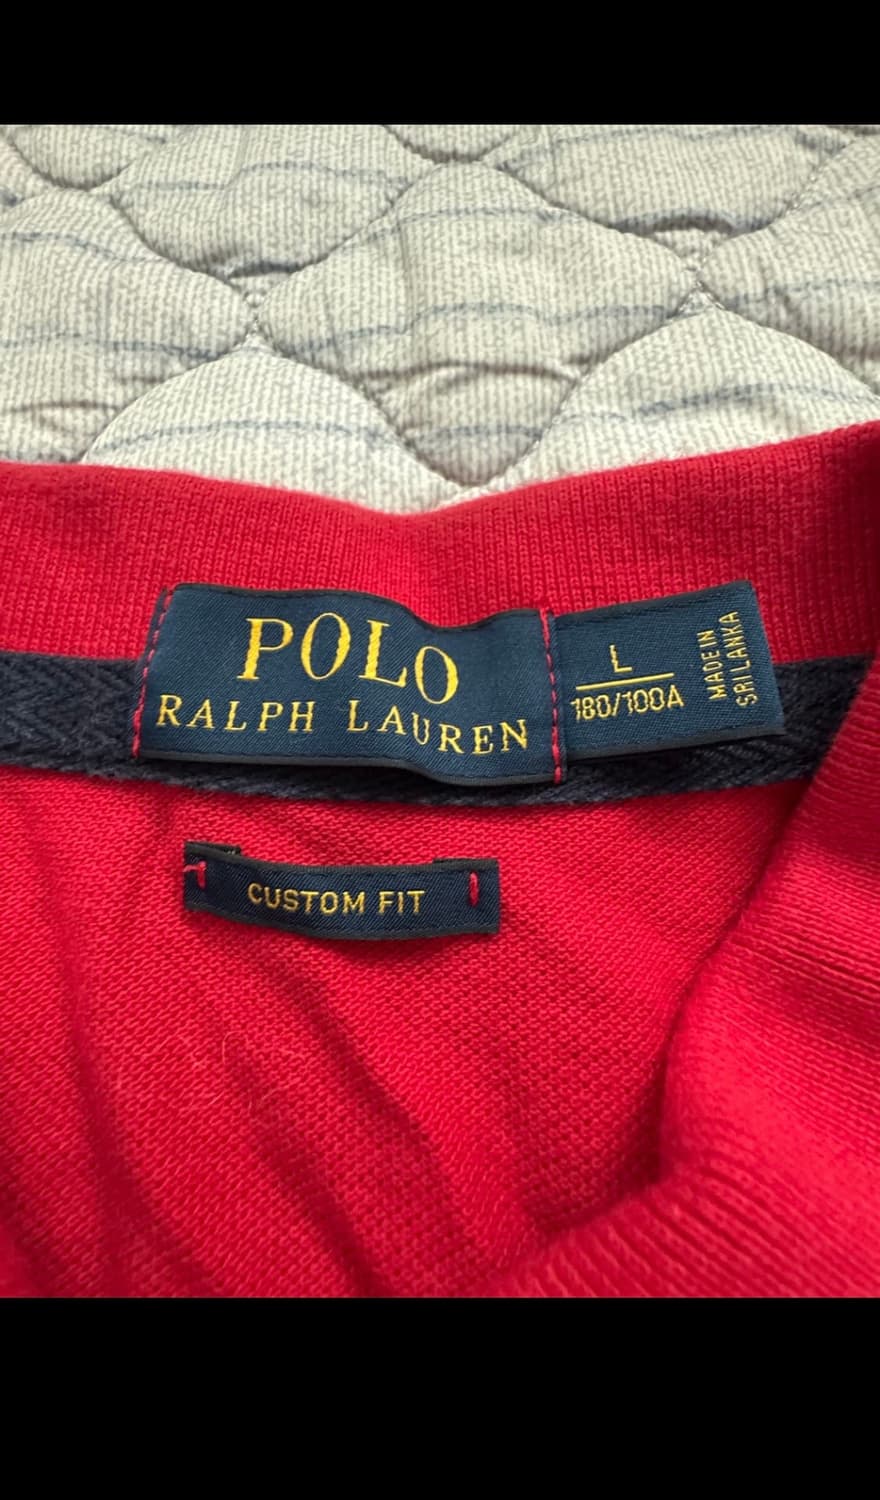 POLO
RALPH LAUREN
L
180/100A
MADE IN
SRI LANKA
CUSTOM FIT